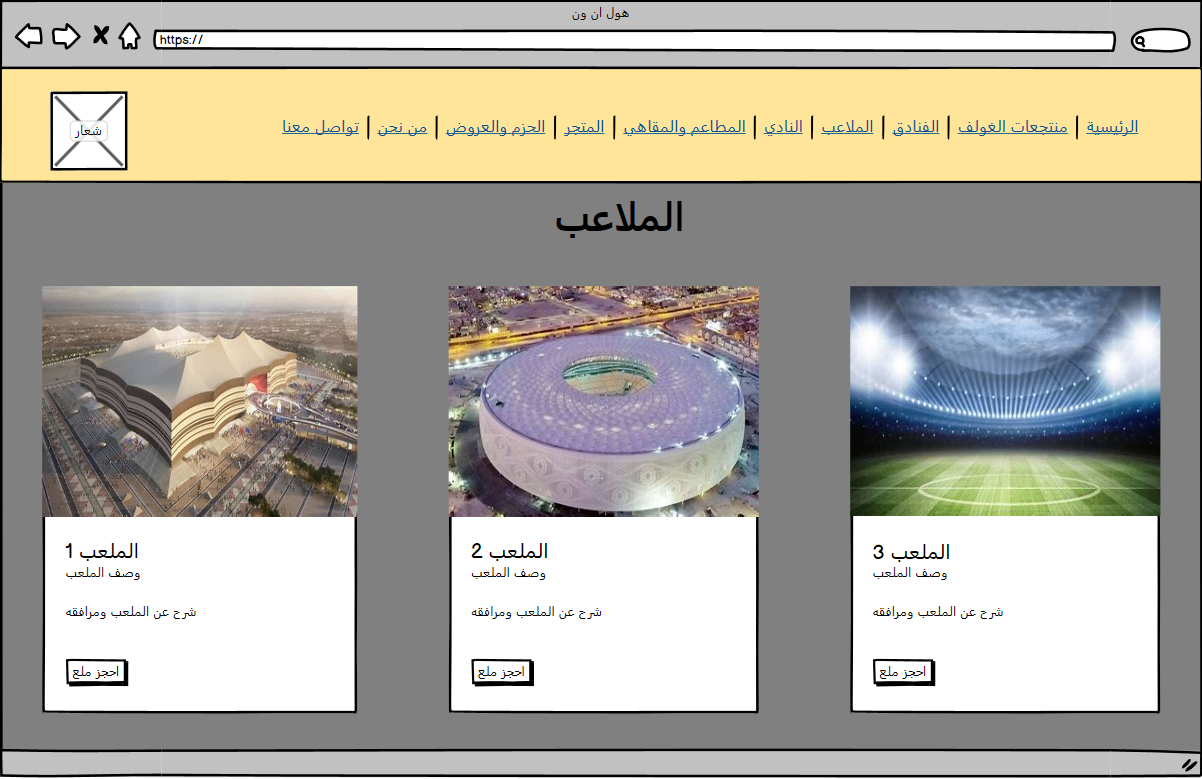 هول ان ون
https://
الرئيسية | منتجعات الغولف | الفنادق | الملاعب | النادي | المطاعم والمقاهي | المتجر | الحزم والعروض | من نحن | تواصل معنا
شعار
الملاعب
الملعب 3
وصف الملعب
شرح عن الملعب ومرافقه
احجز ملع
الملعب 2
وصف الملعب
شرح عن الملعب ومرافقه
احجز ملع
الملعب 1
وصف الملعب
شرح عن الملعب ومرافقه
احجز ملع